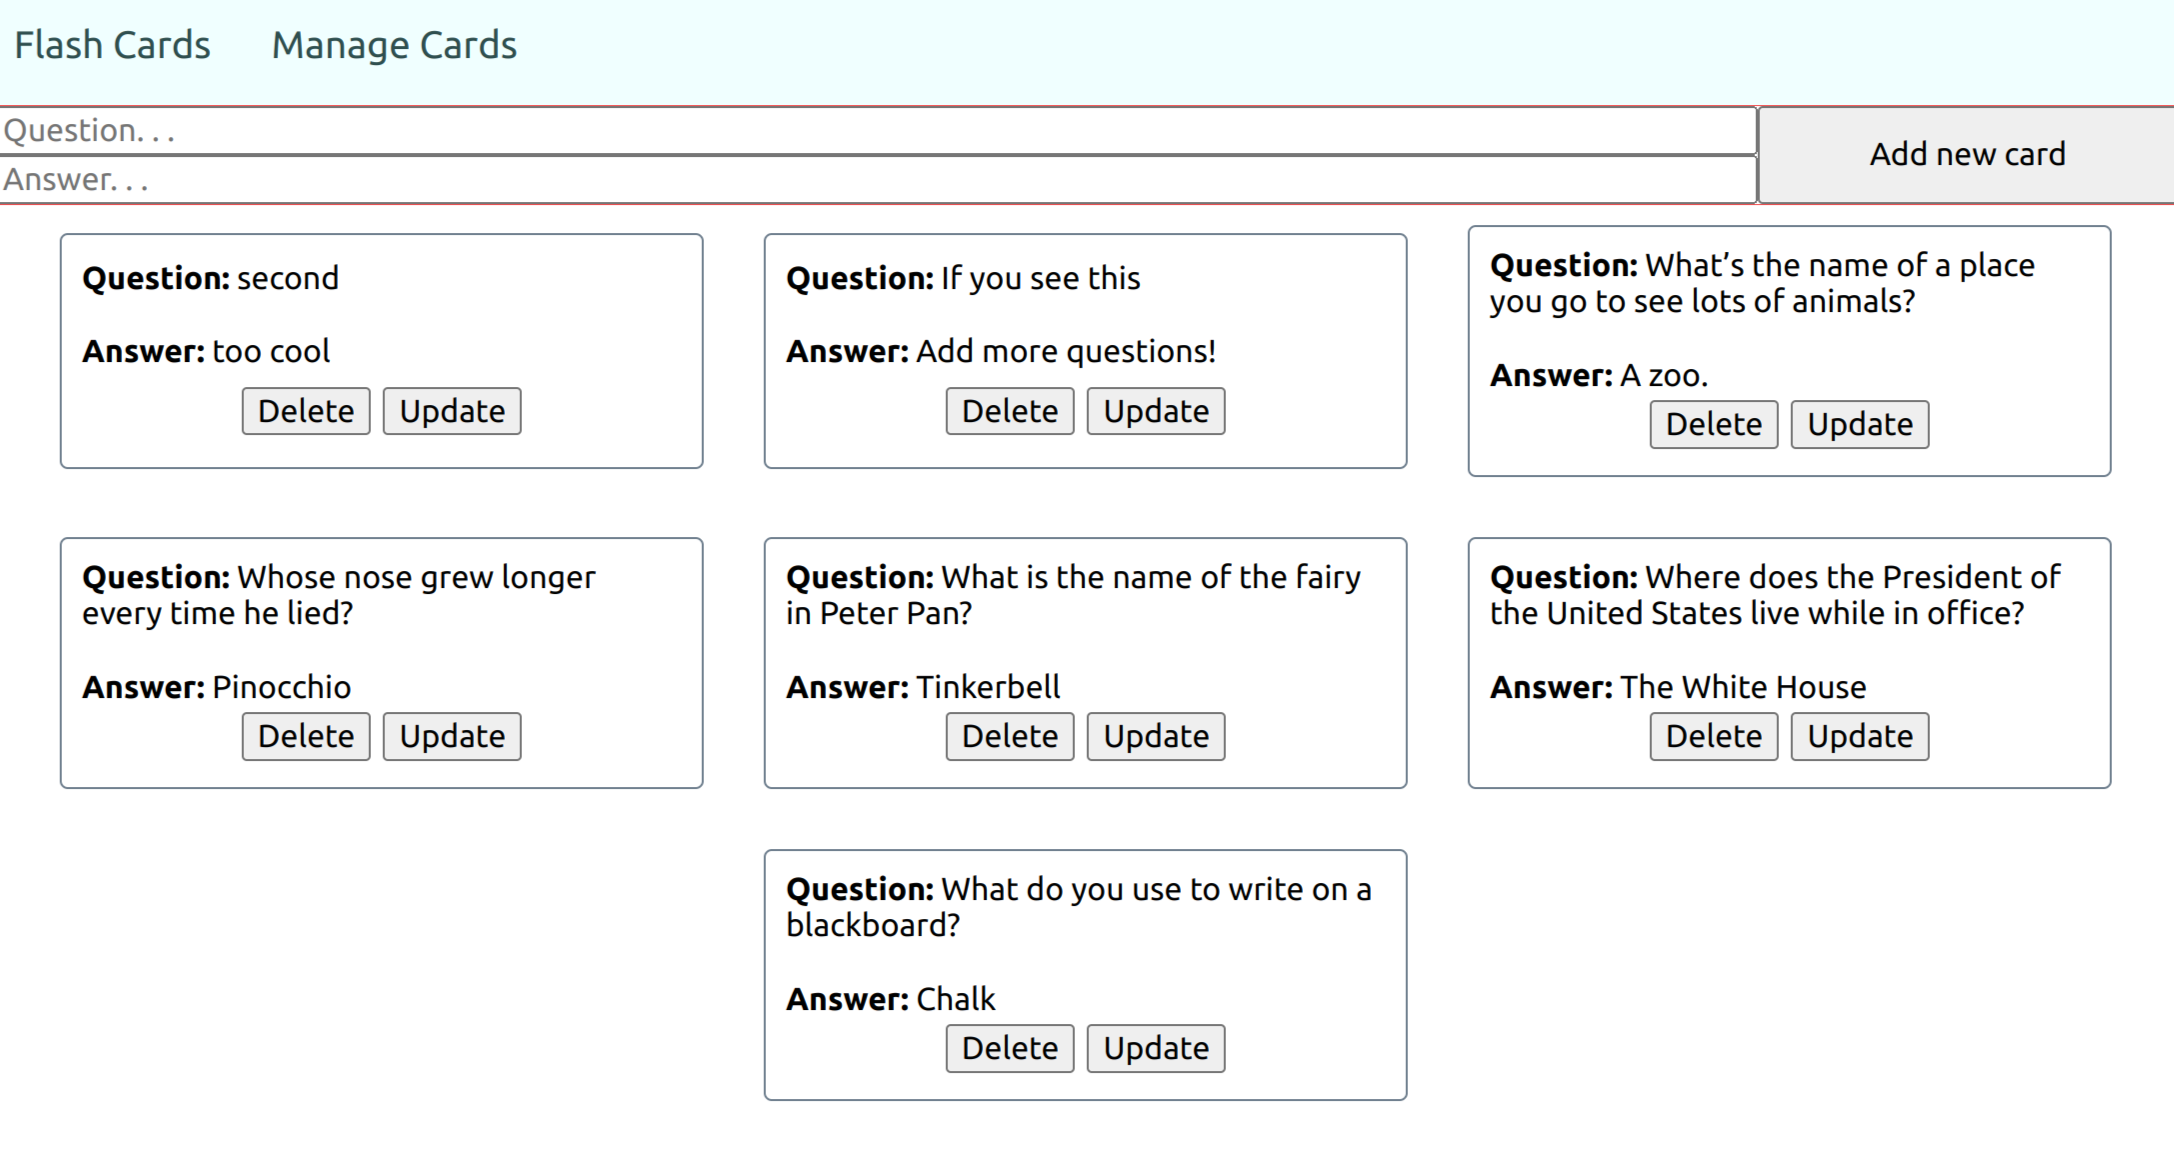 Flash Cards Manage Cards
Question. . .
Answer. . .
Add new card
Question: second
Answer: too cool
Delete Update
Question: If you see this
Answer: Add more questions!
Delete Update
Question: What’s the name of a place
you go to see lots of animals?
Answer: A zoo.
Delete Update
Question: Whose nose grew longer
every time he lied?
Answer: Pinocchio
Delete Update
Question: What is the name of the fairy
in Peter Pan?
Answer: Tinkerbell
Delete Update
Question: Where does the President of
the United States live while in office?
Answer: The White House
Delete Update
Question: What do you use to write on a
blackboard?
Answer: Chalk
Delete Update